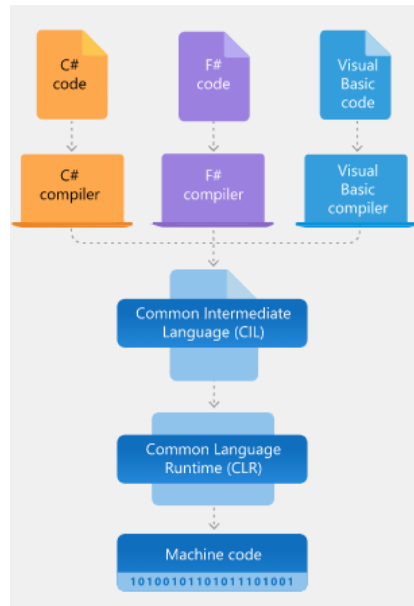 C#
code
F#
code
Visual
Basic
code
C#
compiler
F#
compiler
Visual
Basic
compiler
Common Intermediate
Language (CIL)
Common Language
Runtime (CLR)
Machine code
101001011010111101001